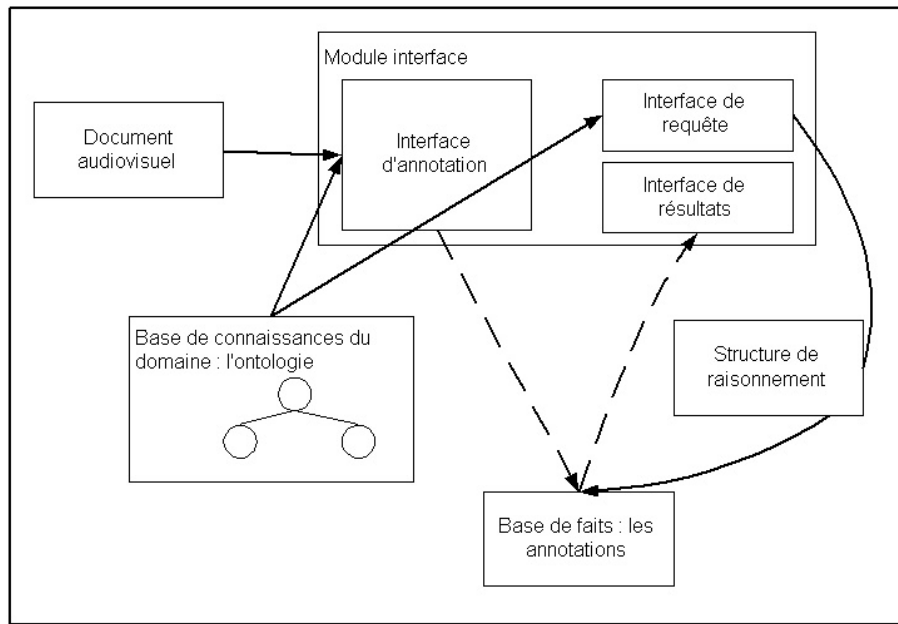 Module interface
Document
audiovisuel
Interface
d'annotation
Interface de
requête
Interface de
résultats
Base de connaissances du
domaine : l'ontologie
Structure de
raisonnement
Base de faits : les
annotations